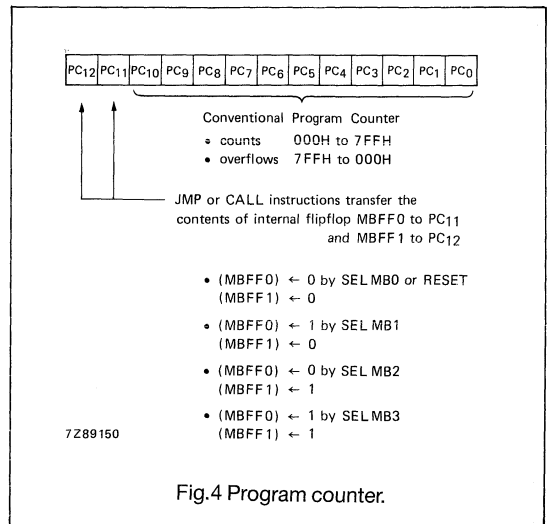 PC12 PC11 PC10 PC9 PC8 PC7 PC6 PC5 PC4 PC3 PC2 PC1 PC0
Conventional Program Counter
• counts 000H to 7FFH
• overflows 7FFH to 000H
JMP or CALL instructions transfer the
contents of internal flipflop MBFF0 to PC11
and MBFF1 to PC12
• (MBFF0) ← 0 by SEL MB0 or RESET
(MBFF1) ← 0
• (MBFF0) ← 1 by SEL MB1
(MBFF1) ← 0
• (MBFF0) ← 0 by SEL MB2
(MBFF1) ← 1
• (MBFF0) ← 1 by SEL MB3
7Z89150 (MBFF1) ← 1
Fig.4 Program counter.